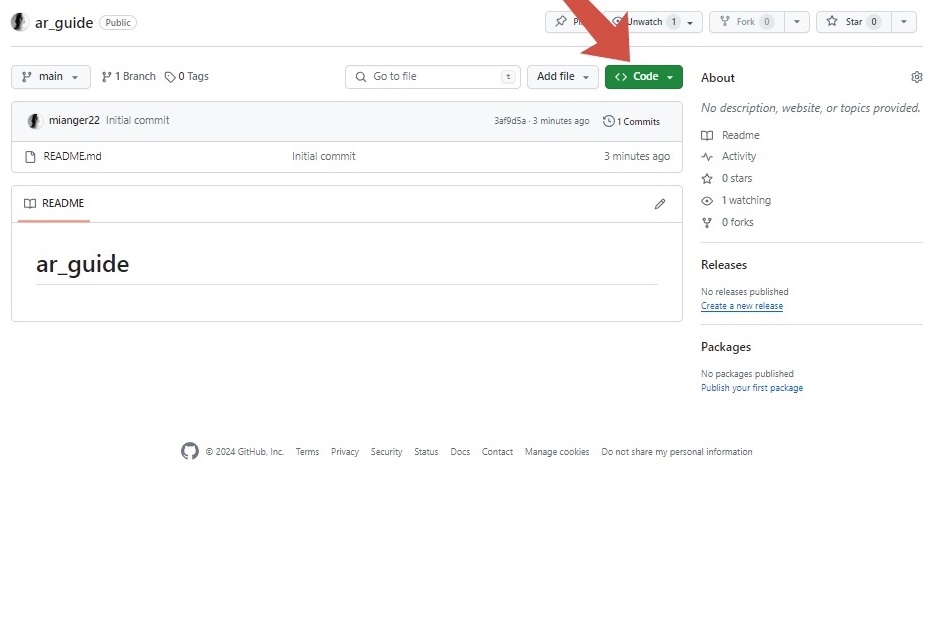 ar_guide Public
Unwatch 1
Fork 0
Star 0
main
1 Branch
0 Tags
Go to file
t
Add file
<> Code
mianger22 Initial commit
3af9d5a · 3 minutes ago
1 Commits
README.md
Initial commit
3 minutes ago
README
ar_guide
About
No description, website, or topics provided.
Readme
Activity
0 stars
1 watching
0 forks
Releases
No releases published
Create a new release
Packages
No packages published
Publish your first package
© 2024 GitHub, Inc. Terms Privacy Security Status Docs Contact Manage cookies Do not share my personal information